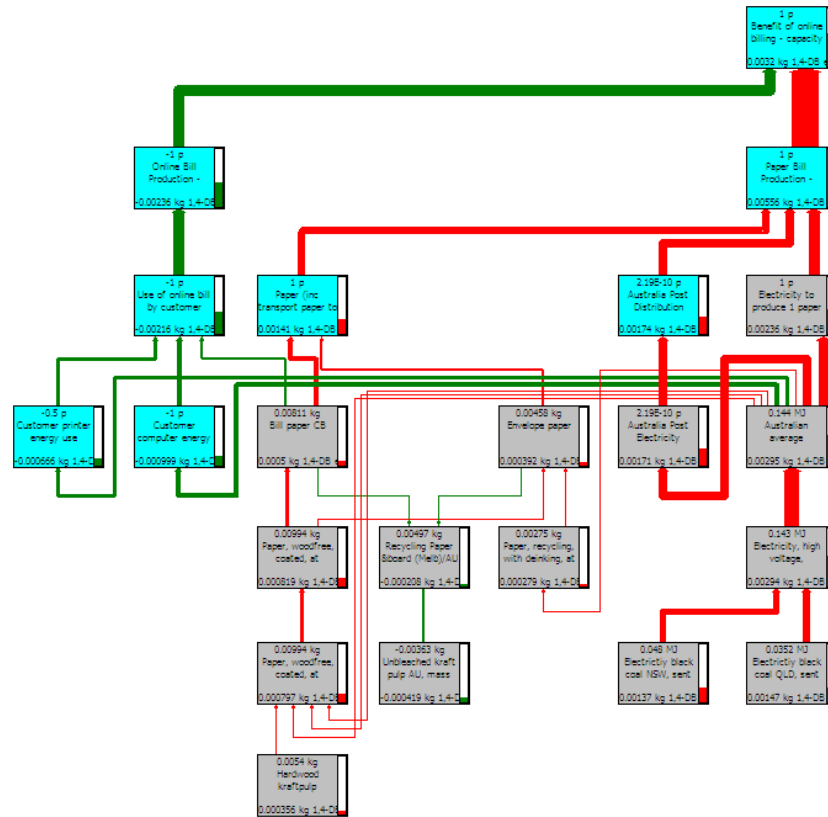 1 p
Benefit of online
billing - capacity
0.0032 kg 1,4-DB e
-1 p
Online Bill
Production -
-0.00236 kg 1,4-DB
1 p
Paper Bill
Production -
0.00556 kg 1,4-DB
-1 p
Use of online bill
by customer
-0.00216 kg 1,4-DB
1 p
Paper (inc
transport paper to
0.00141 kg 1,4-DB
2.19E-10 p
Australia Post
Distribution
0.00174 kg 1,4-DB
1 p
Electricity to
produce 1 paper
0.00236 kg 1,4-DB
-0.5 p
Customer printer
energy use
-0.000666 kg 1,4-D
-1 p
Customer
computer energy
-0.000999 kg 1,4-D
0.00811 kg
Bill paper CB
0.0005 kg 1,4-DB e
0.00458 kg
Envelope paper
0.000392 kg 1,4-DB
2.19E-10 p
Australia Post
Electricity
0.00171 kg 1,4-DB
0.144 MJ
Australian
average
0.00295 kg 1,4-DB
0.00994 kg
Paper, woodfree,
coated, at
0.000819 kg 1,4-DB
0.00497 kg
Recycling Paper
&board (Melb)/AU
-0.000208 kg 1,4-D
0.00275 kg
Paper, recycling,
with deinking, at
0.000279 kg 1,4-DB
0.143 MJ
Electricity, high
voltage,
0.00294 kg 1,4-DB
0.00994 kg
Paper, woodfree,
coated, at
0.000797 kg 1,4-DB
-0.00363 kg
Unbleached kraft
pulp AU, mass
-0.000419 kg 1,4-D
0.048 MJ
Electrictiy black
coal NSW, sent
0.00137 kg 1,4-DB
0.0352 MJ
Electrictiy black
coal QLD, sent
0.00147 kg 1,4-DB
0.0054 kg
Hardwood
kraftpulp
0.000356 kg 1,4-DB